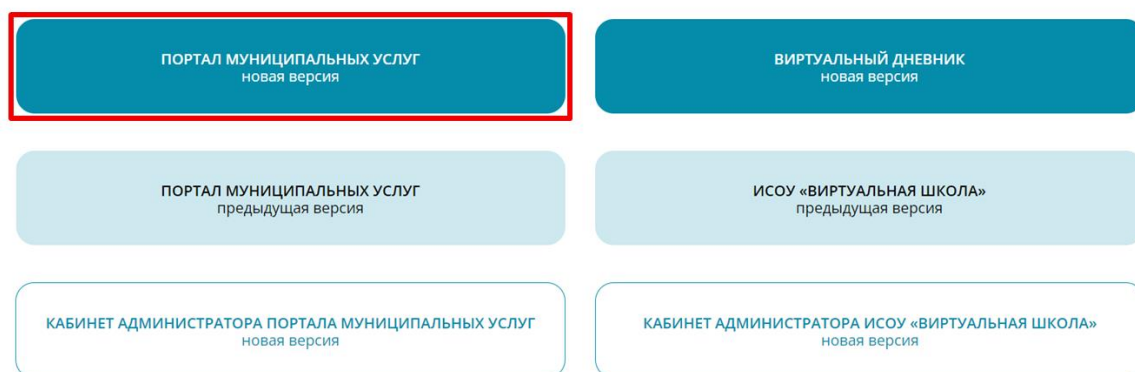 ПОРТАЛ МУНИЦИПАЛЬНЫХ УСЛУГ
новая версия
ВИРТУАЛЬНЫЙ ДНЕВНИК
новая версия
ПОРТАЛ МУНИЦИПАЛЬНЫХ УСЛУГ
предыдущая версия
ИСОУ «ВИРТУАЛЬНАЯ ШКОЛА»
предыдущая версия
КАБИНЕТ АДМИНИСТРАТОРА ПОРТАЛА МУНИЦИПАЛЬНЫХ УСЛУГ
новая версия
КАБИНЕТ АДМИНИСТРАТОРА ИСОУ «ВИРТУАЛЬНАЯ ШКОЛА»
новая версия